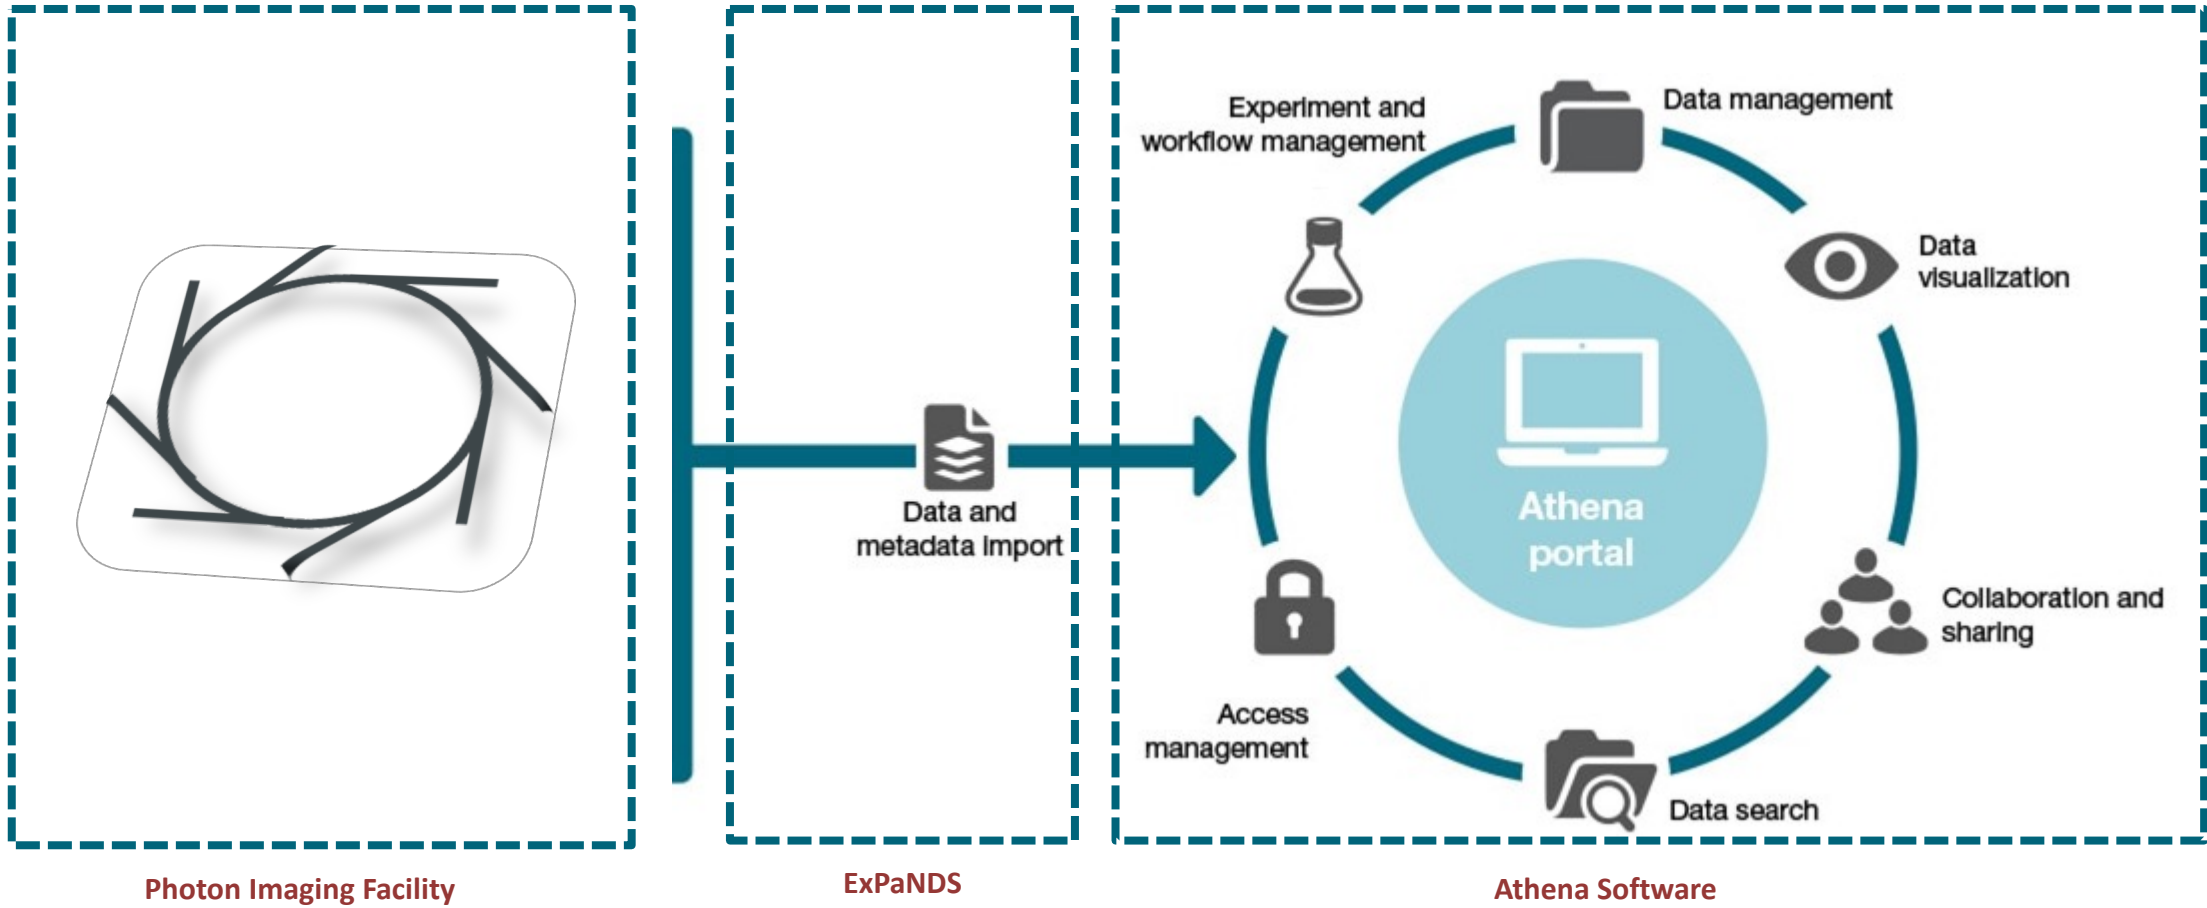 Experiment and
workflow management
Data management
Data
visualization
Data and
metadata import
Athena
portal
Collaboration and
sharing
Access
management
Data search
Photon Imaging Facility
ExPaNDS
Athena Software